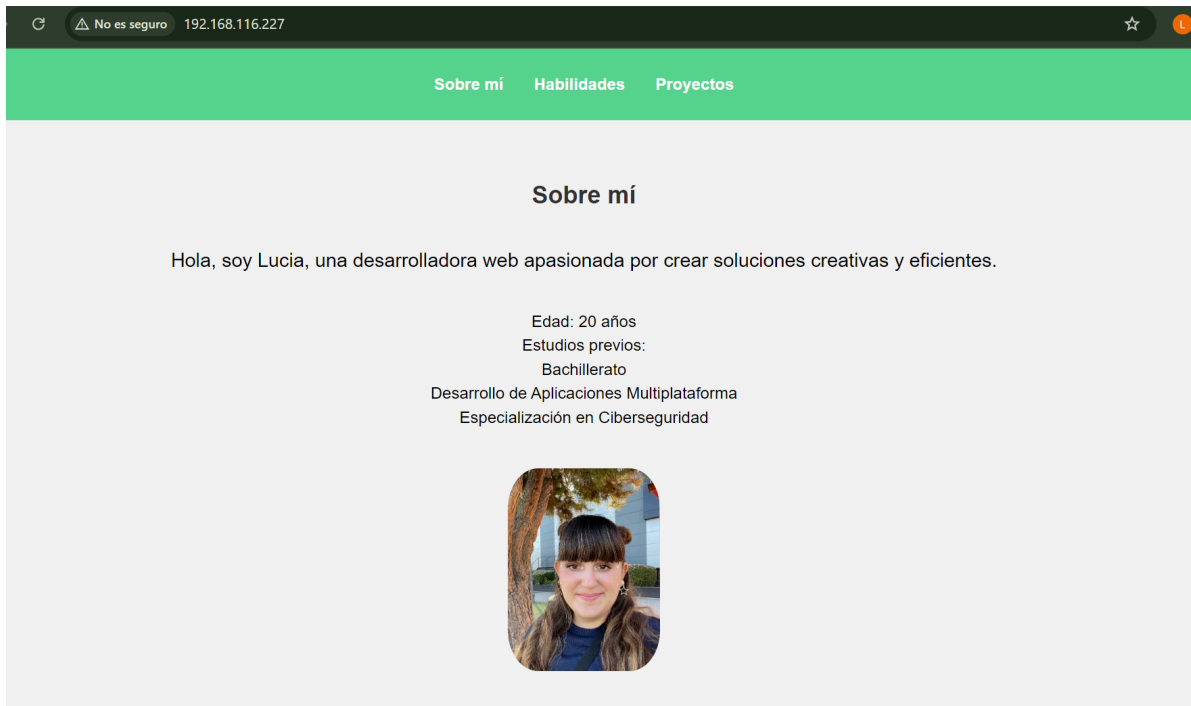 No es seguro 192.168.116.227
L
Sobre mí Habilidades Proyectos
Sobre mí
Hola, soy Lucia, una desarrolladora web apasionada por crear soluciones creativas y eficientes.
Edad: 20 años
Estudios previos:
Bachillerato
Desarrollo de Aplicaciones Multiplataforma
Especialización en Ciberseguridad